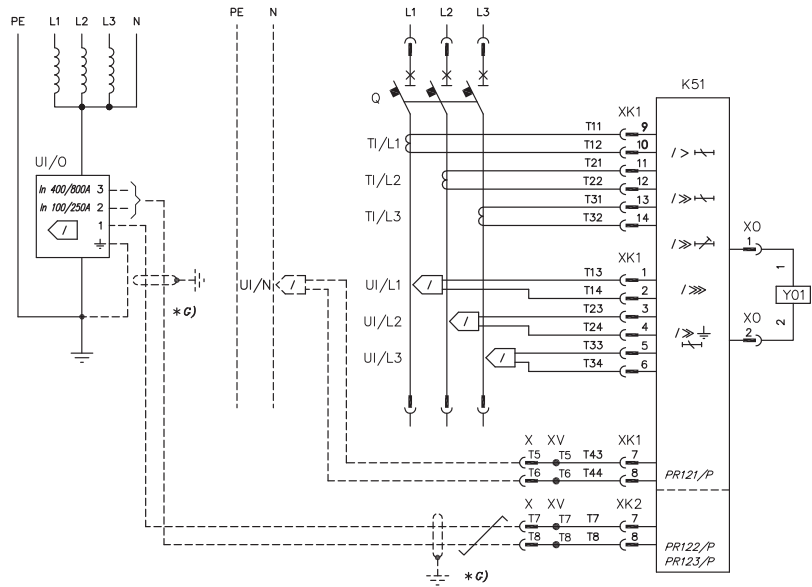 PE L1 L2 L3 N
PE N
L1 L2 L3
Q
K51
XK1
T11 9
TI/L1 T12 10
T21 11
TI/L2 T22 12
T31 13
TI/L3 T32 14
I>
I≫
I≫
I⋙
I≫
UI/O
In 400/800A 3
In 100/250A 2
1
I
*G)
UI/N I
XK1
T13 1
UI/L1 I T14 2
T23 3
UI/L2 I T24 4
T33 5
UI/L3 I T34 6
XO
1
1
Y01
2
XO
2
X XV XK1
T5 T5 T43 7
T6 T6 T44 8
PR121/P
X XV XK2
T7 T7 T7 7
T8 T8 T8 8
PR122/P
PR123/P
*G)